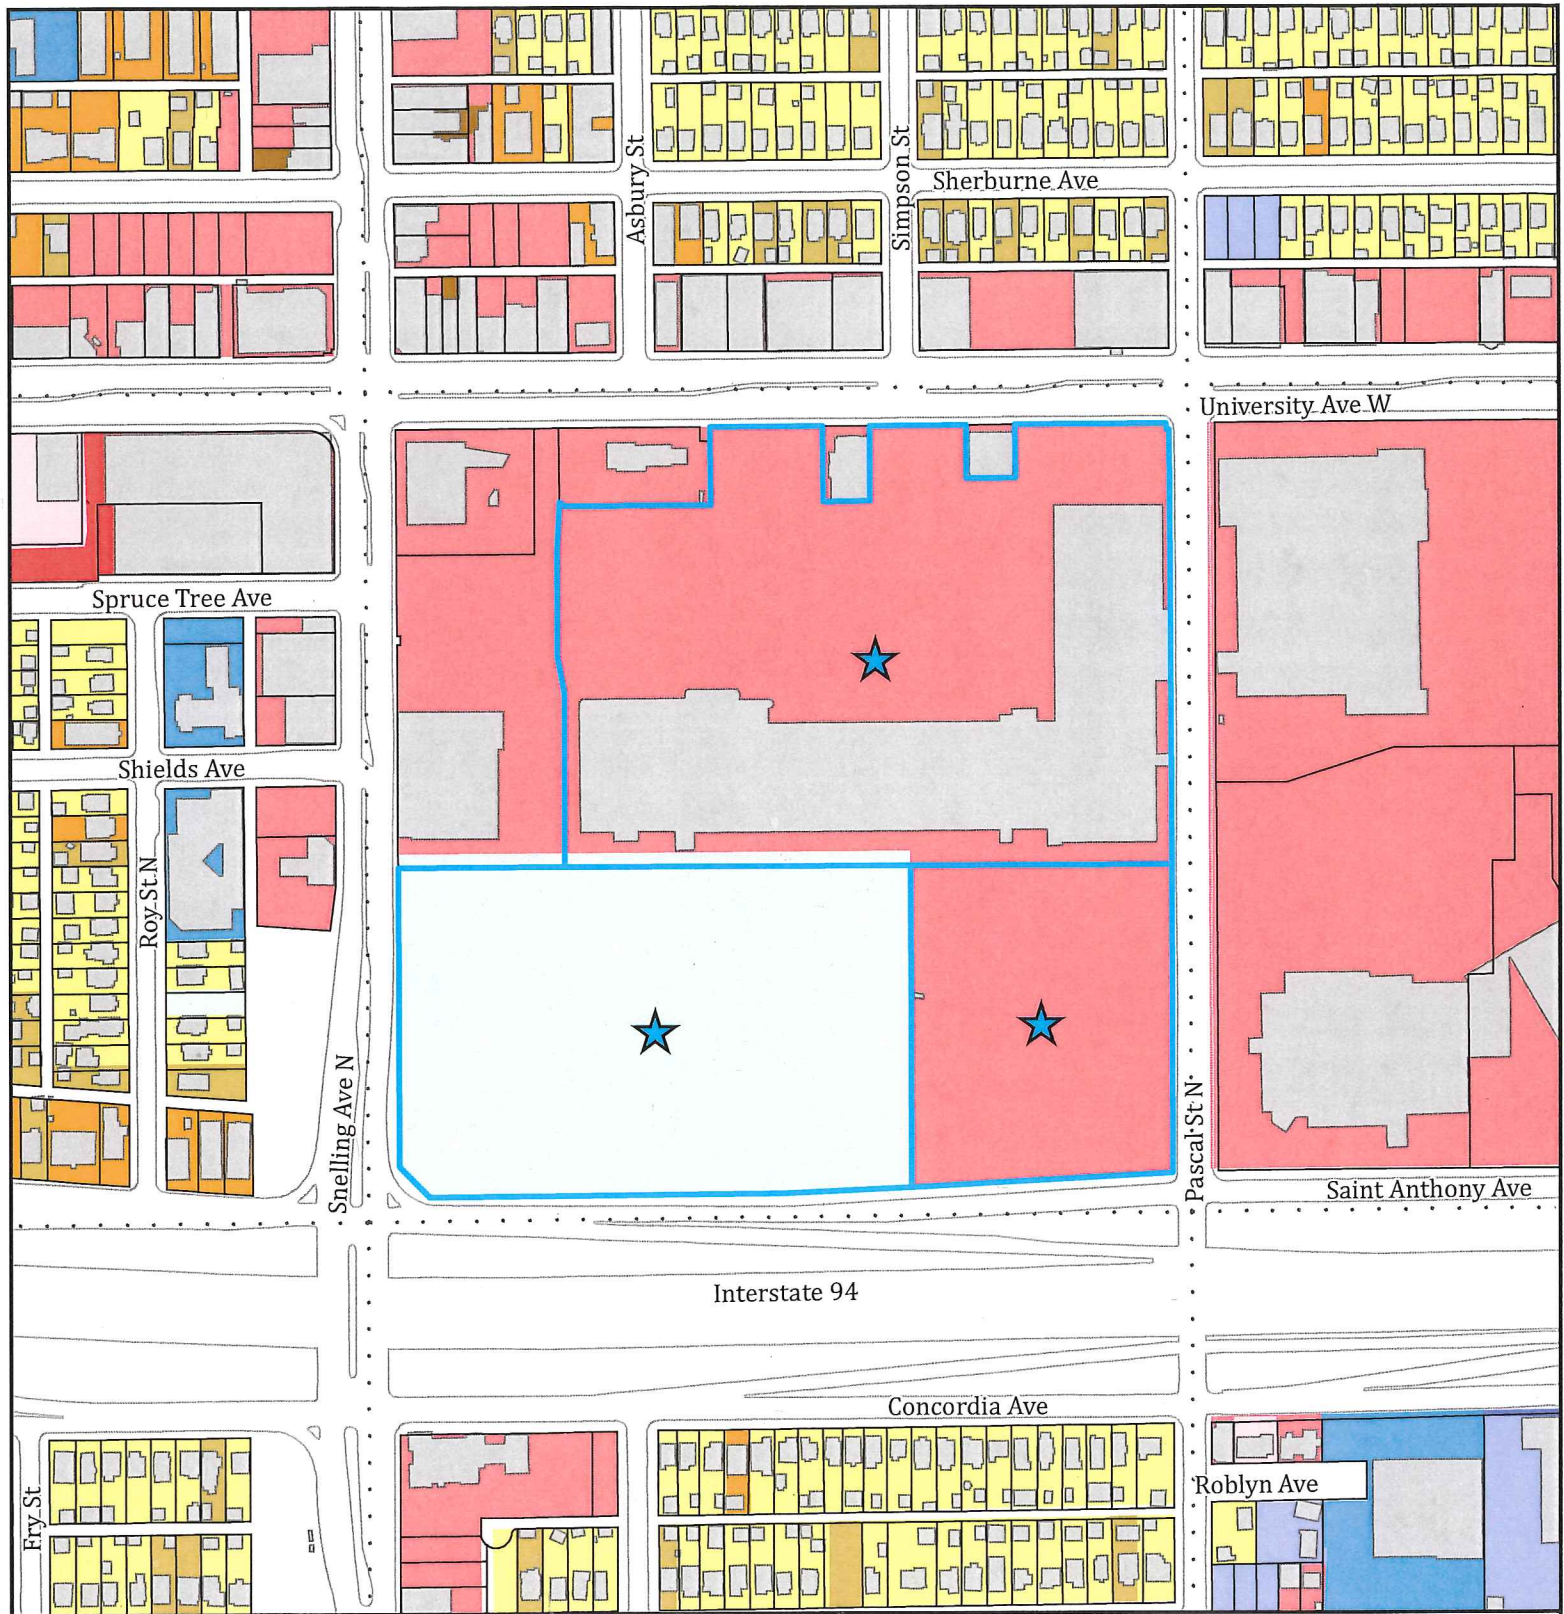 Asbury St
Simpson St
Sherburne Ave
University Ave W
Spruce Tree Ave
Shields Ave
Roy St N
Snelling Ave N
Pascal St N
Saint Anthony Ave
Interstate 94
Concordia Ave
Roblyn Ave
Fry St